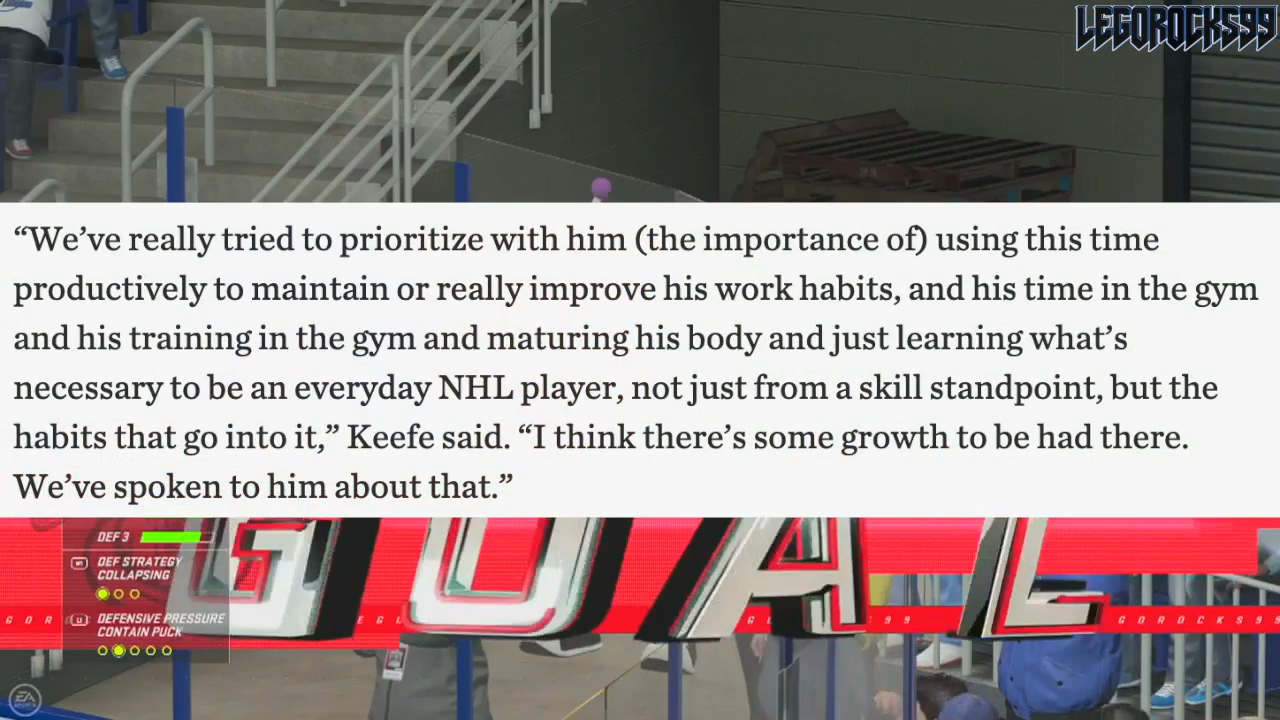 LEGOROCKS99
“We’ve really tried to prioritize with him (the importance of) using this time
productively to maintain or really improve his work habits, and his time in the gym
and his training in the gym and maturing his body and just learning what’s
necessary to be an everyday NHL player, not just from a skill standpoint, but the
habits that go into it,” Keefe said. “I think there’s some growth to be had there.
We’ve spoken to him about that.”
GOAL
DEF 3
DEF STRATEGY
COLLAPSING
DEFENSIVE PRESSURE
CONTAIN PUCK
GOROCKS99
EA
SPORTS